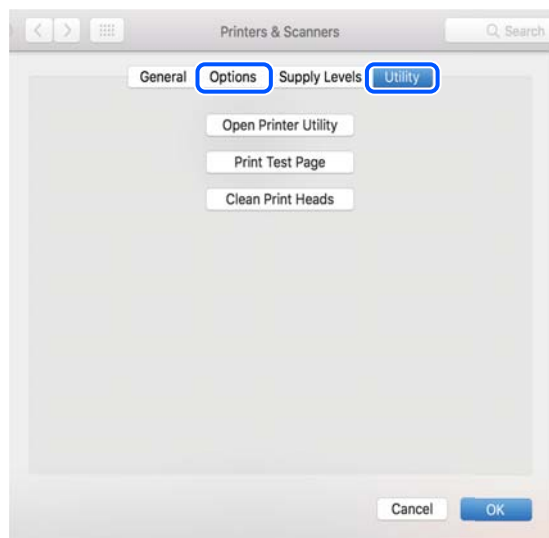 Printers & Scanners Search
General Options Supply Levels Utility
Open Printer Utility
Print Test Page
Clean Print Heads
Cancel OK